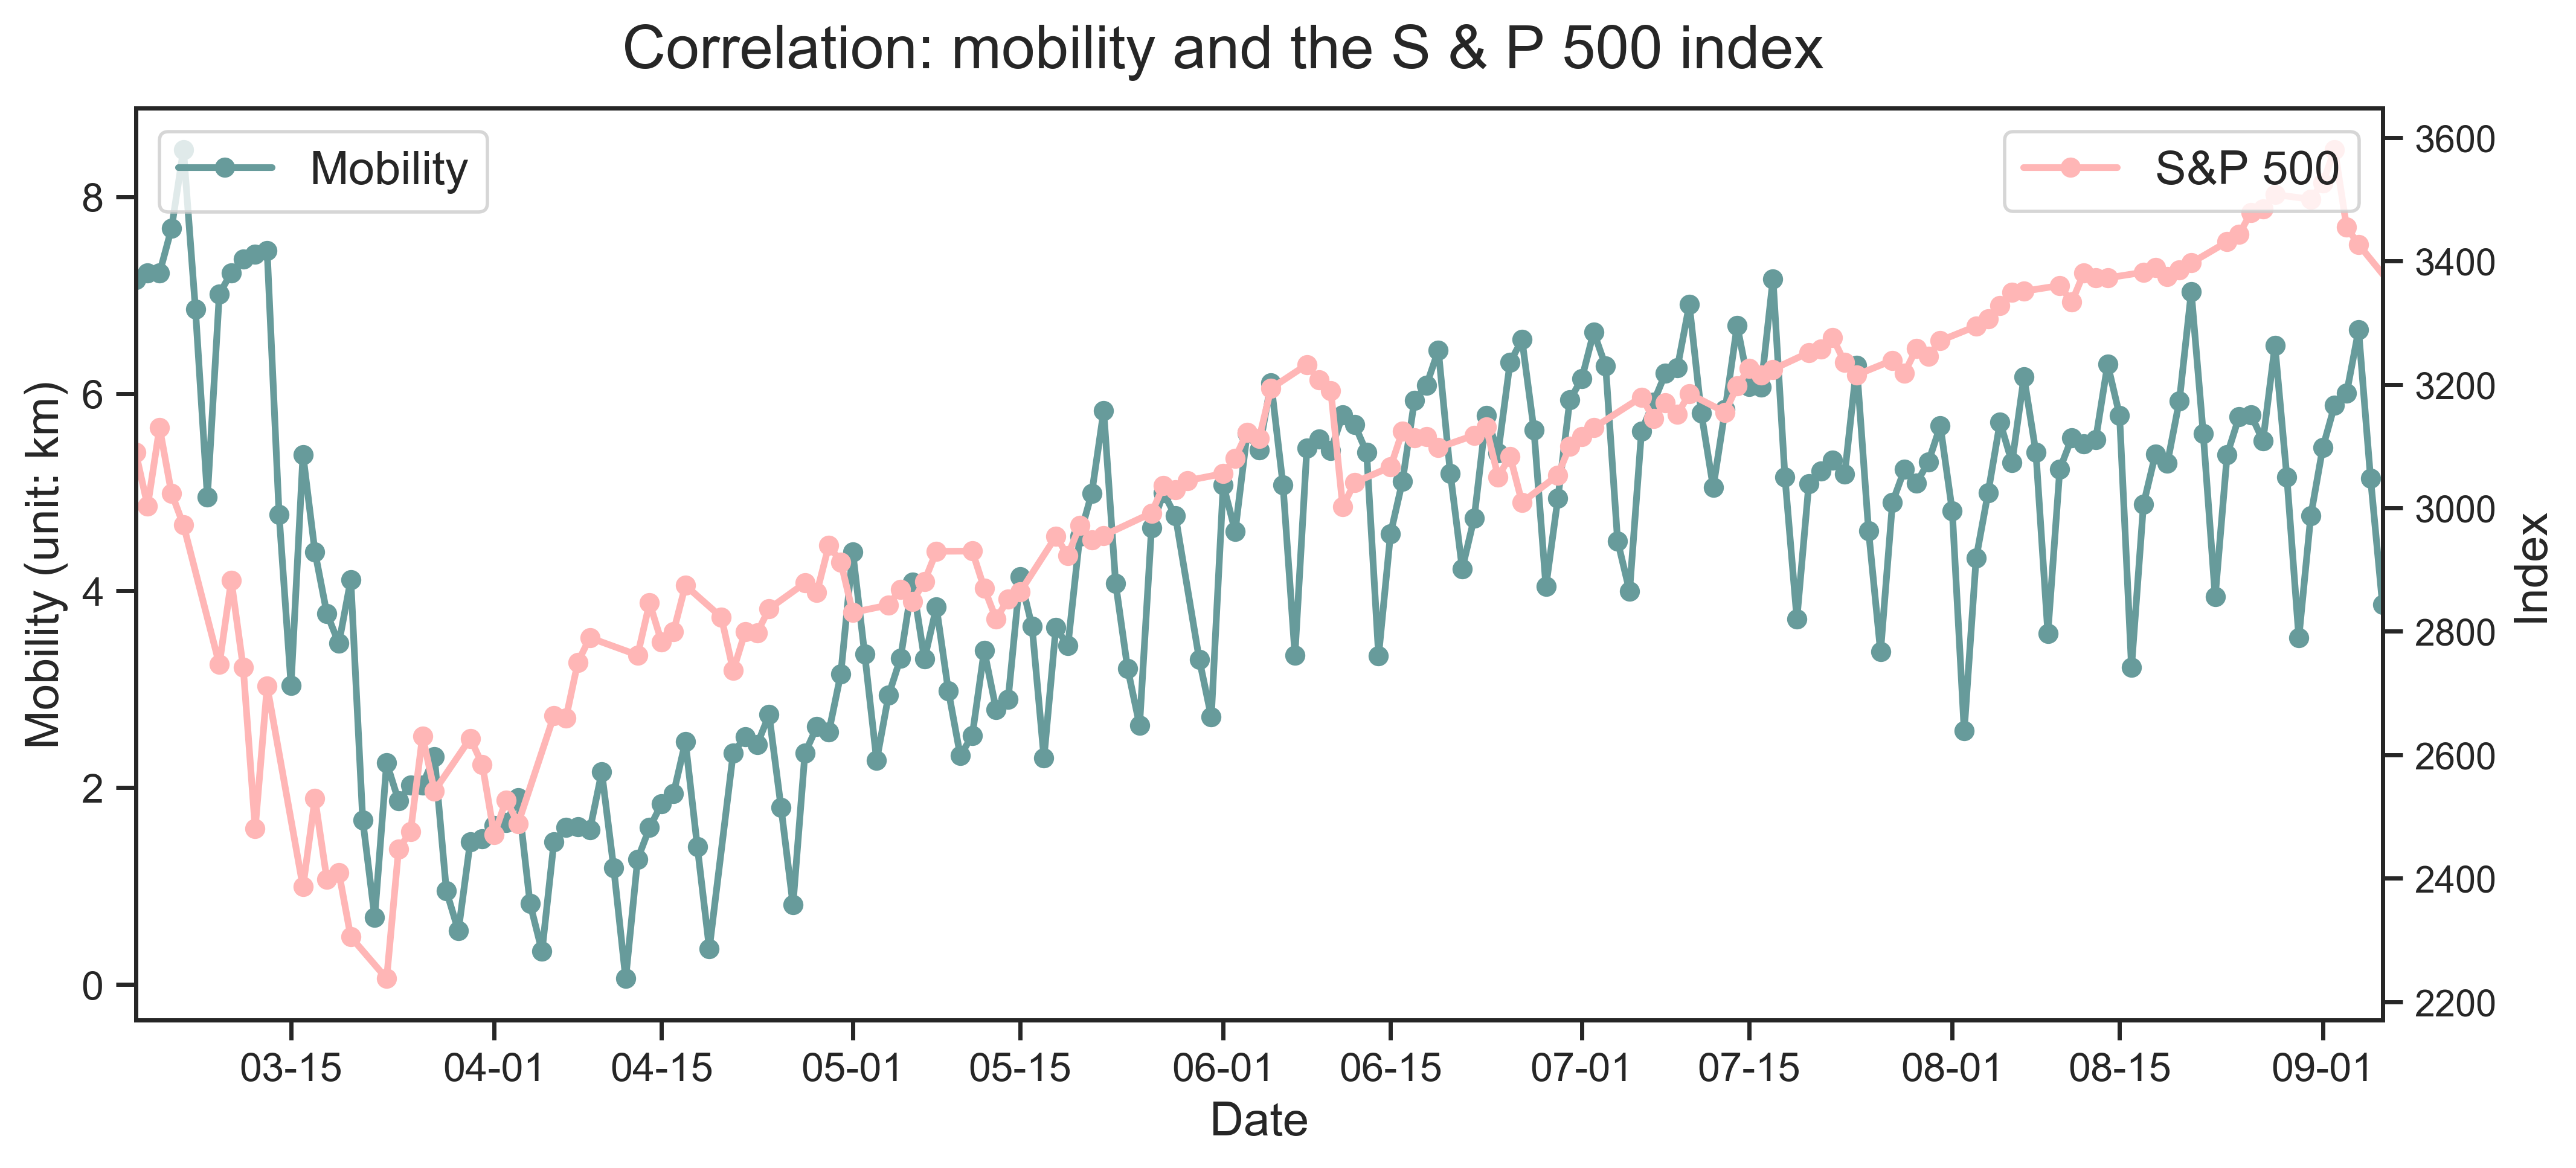 Correlation: mobility and the S & P 500 index
Mobility
S&P 500
8
6
4
2
0
Mobility (unit: km)
3600
3400
3200
3000
2800
2600
2400
2200
Index
03-15 04-01 04-15 05-01 05-15 06-01 06-15 07-01 07-15 08-01 08-15 09-01
Date